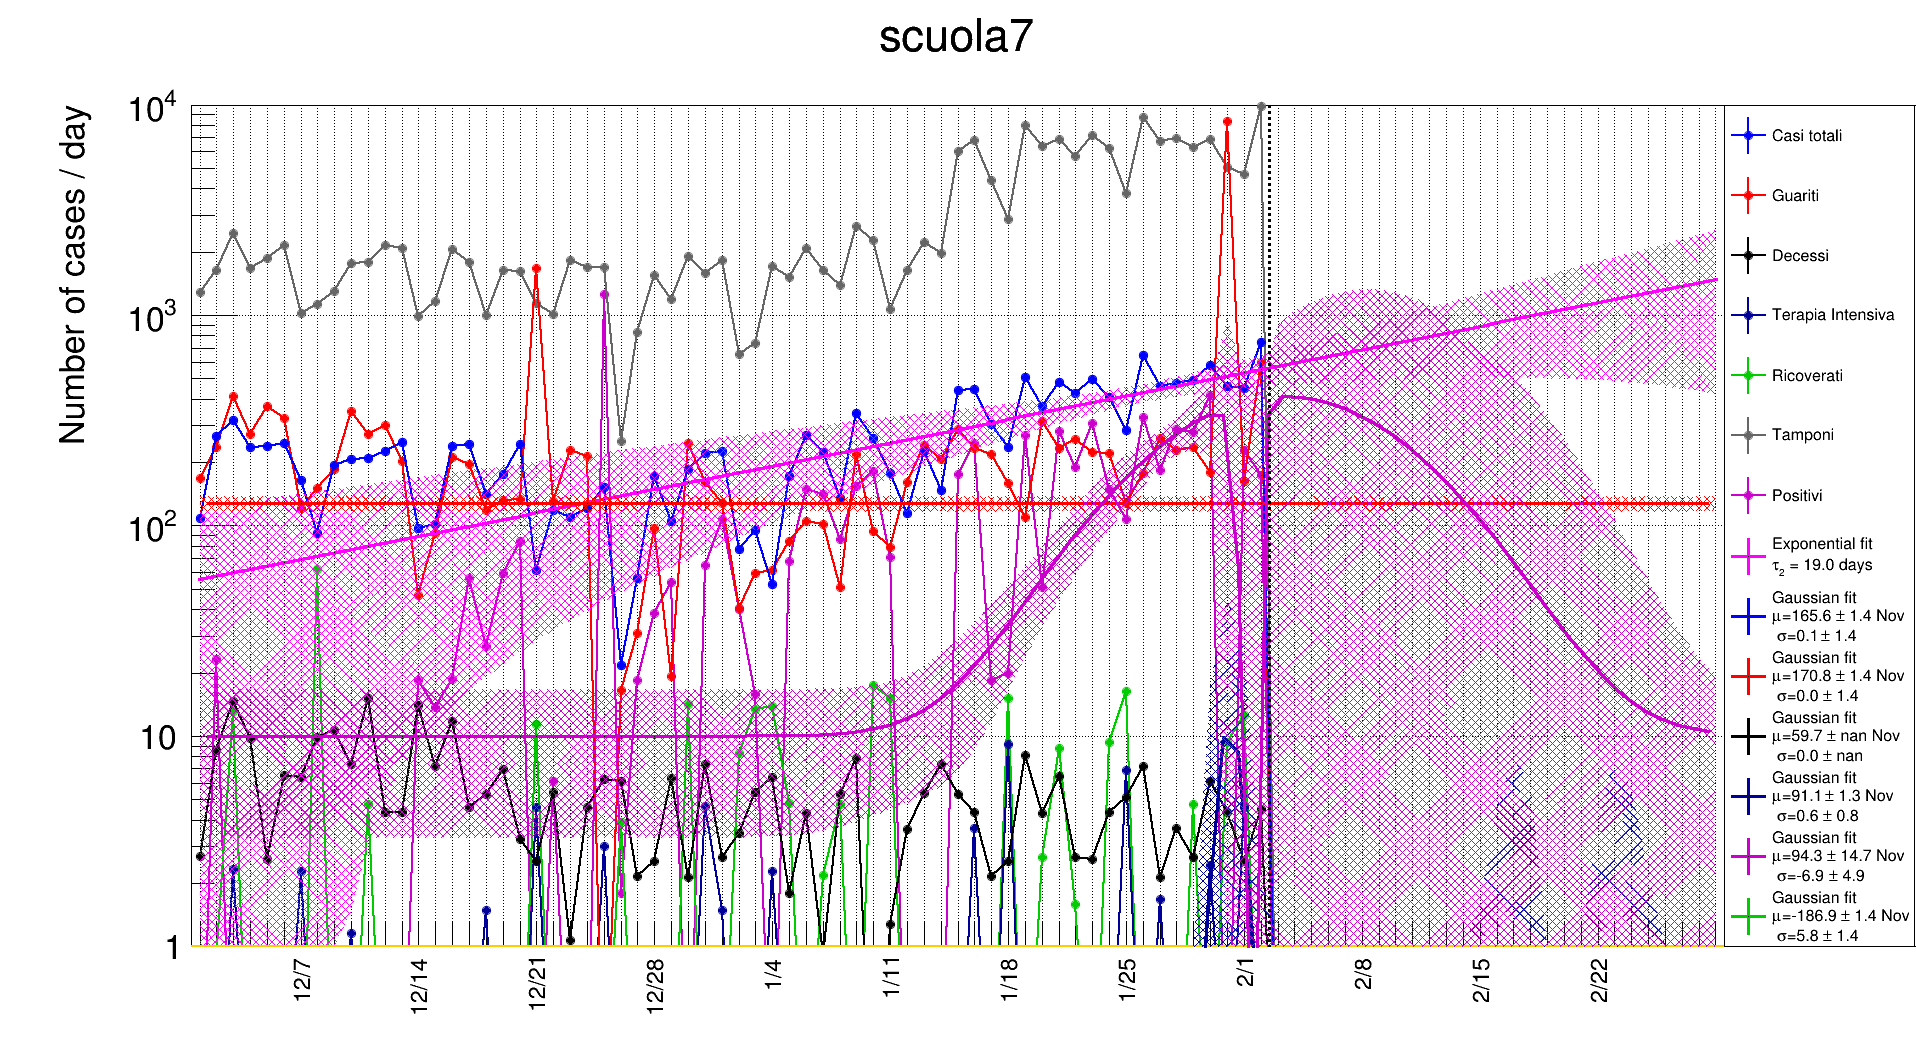 scuola7
Number of cases / day
10^4
10^3
10^2
10
1
12/7
12/14
12/21
12/28
1/4
1/11
1/18
1/25
2/1
2/8
2/15
2/22
Casi totali
Guariti
Decessi
Terapia Intensiva
Ricoverati
Tamponi
Positivi
Exponential fit
τ₂ = 19.0 days
Gaussian fit
μ=165.6 ± 1.4 Nov
σ=0.1 ± 1.4
Gaussian fit
μ=170.8 ± 1.4 Nov
σ=0.0 ± 1.4
Gaussian fit
μ=59.7 ± nan Nov
σ=0.0 ± nan
Gaussian fit
μ=91.1 ± 1.3 Nov
σ=0.6 ± 0.8
Gaussian fit
μ=94.3 ± 14.7 Nov
σ=-6.9 ± 4.9
Gaussian fit
μ=-186.9 ± 1.4 Nov
σ=5.8 ± 1.4